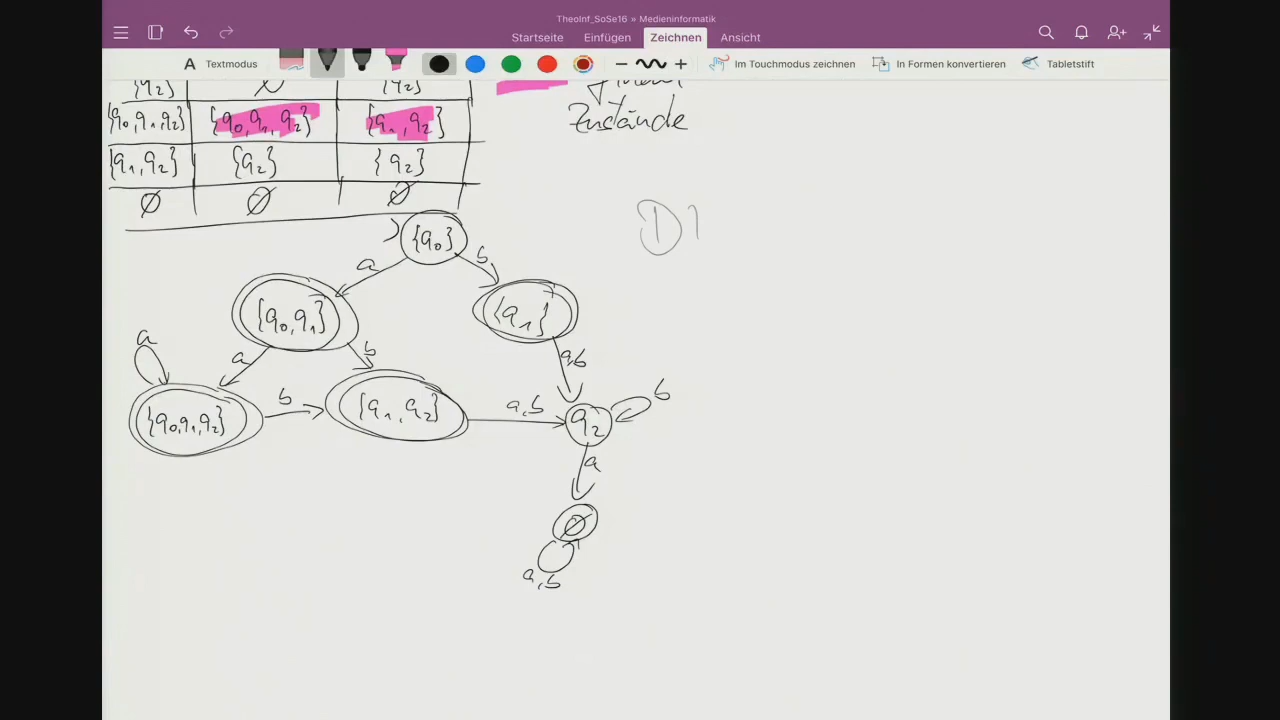 TheoInf_SoSe16 » Medieninformatik
Startseite Einfügen Zeichnen Ansicht
A Textmodus Im Touchmodus zeichnen In Formen konvertieren Tabletstift
{q2} {q2}
Zustände
{q0,q1,q2} {q0,q1,q2} {q1,q2}
{q1,q2} {q2} {q2}
∅ ∅ ∅
D
{q0}
a b
{q0,q1} {q1}
a a b a,b
{q0,q1,q2} b {q1,q2} a,b q2 b
a
∅
a,b